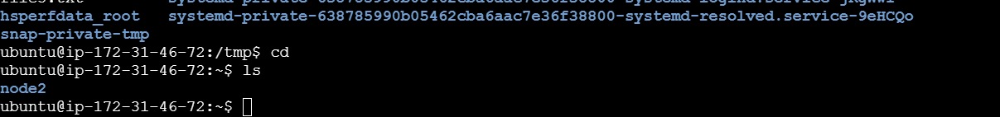 hsperfdata_root systemd-private-638785990b05462cba6aac7e36f38800-systemd-resolved.service-9eHCQo
snap-private-tmp
ubuntu@ip-172-31-46-72:/tmp$ cd
ubuntu@ip-172-31-46-72:~$ ls
node2
ubuntu@ip-172-31-46-72:~$